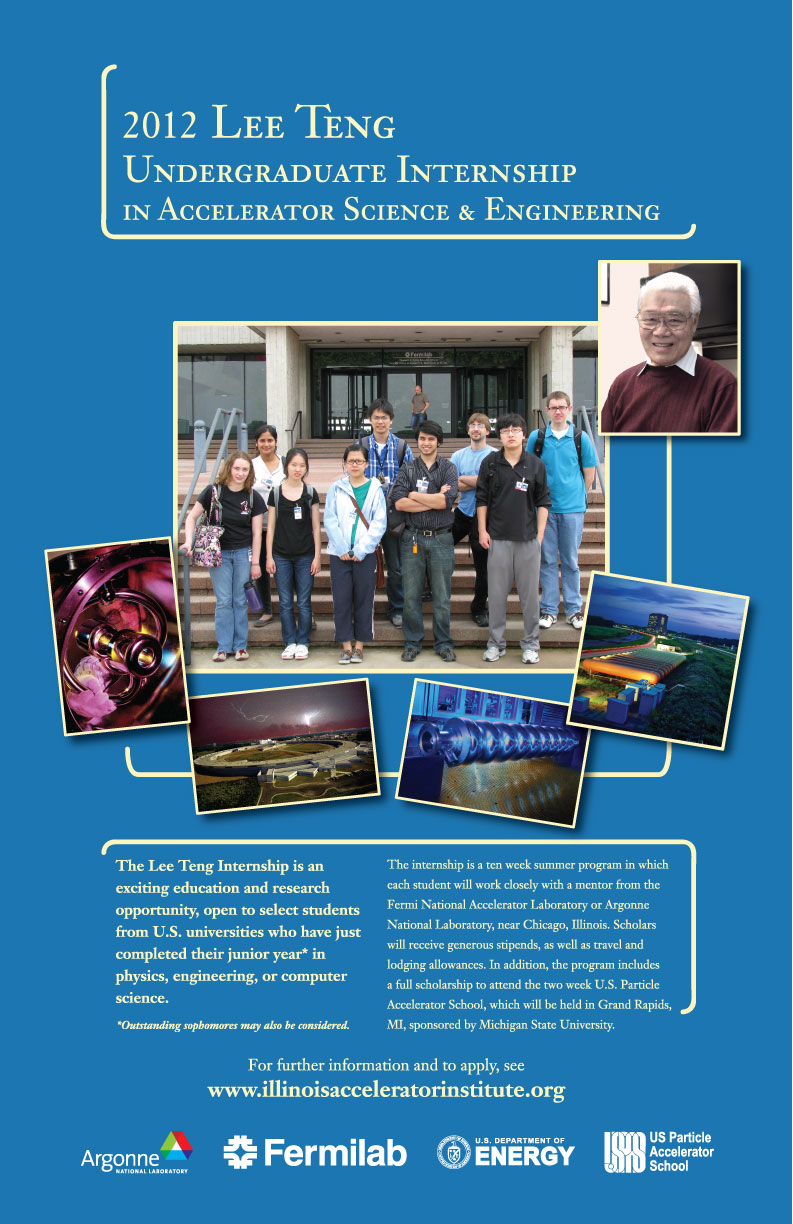 2012 Lee Teng
Undergraduate Internship
in Accelerator Science & Engineering
Fermilab
The Lee Teng Internship is an
exciting education and research
opportunity, open to select students
from U.S. universities who have just
completed their junior year* in
physics, engineering, or computer
science.
*Outstanding sophomores may also be considered.
The internship is a ten week summer program in which
each student will work closely with a mentor from the
Fermi National Accelerator Laboratory or Argonne
National Laboratory, near Chicago, Illinois. Scholars
will receive generous stipends, as well as travel and
lodging allowances. In addition, the program includes
a full scholarship to attend the two week U.S. Particle
Accelerator School, which will be held in Grand Rapids,
MI, sponsored by Michigan State University.
For further information and to apply, see
www.illinoisacceleratorinstitute.org
Argonne
NATIONAL LABORATORY
Fermilab
U.S. DEPARTMENT OF
ENERGY
US Particle
Accelerator
School